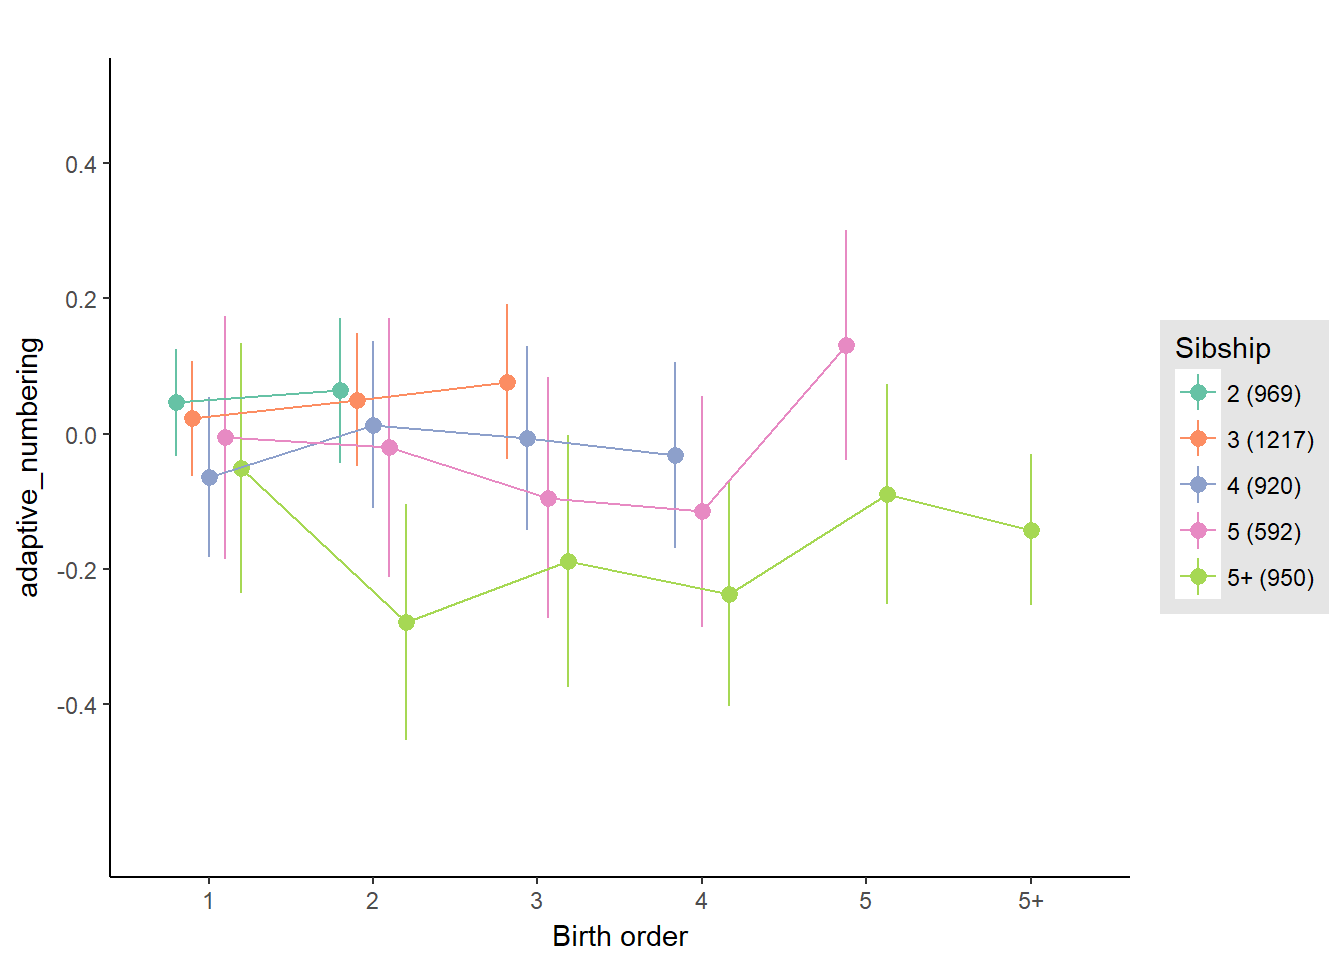 0.4
0.2
0.0
-0.2
-0.4
adaptive_numbering
1 2 3 4 5 5+
Birth order
Sibship
2 (969)
3 (1217)
4 (920)
5 (592)
5+ (950)